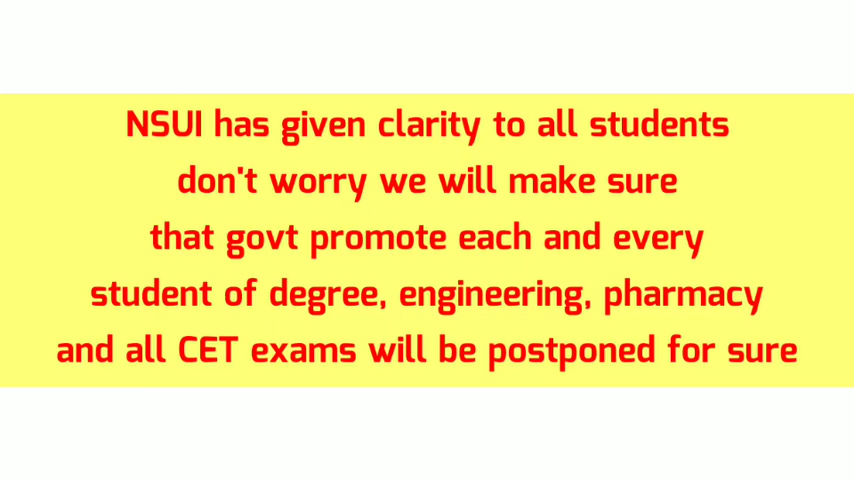 NSUI has given clarity to all students
don't worry we will make sure
that govt promote each and every
student of degree, engineering, pharmacy
and all CET exams will be postponed for sure